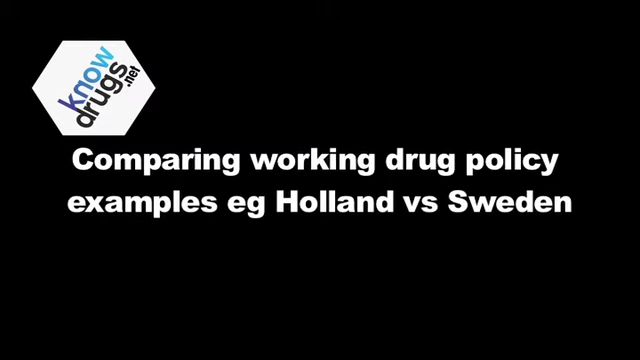 know
drugs.net
Comparing working drug policy
examples eg Holland vs Sweden